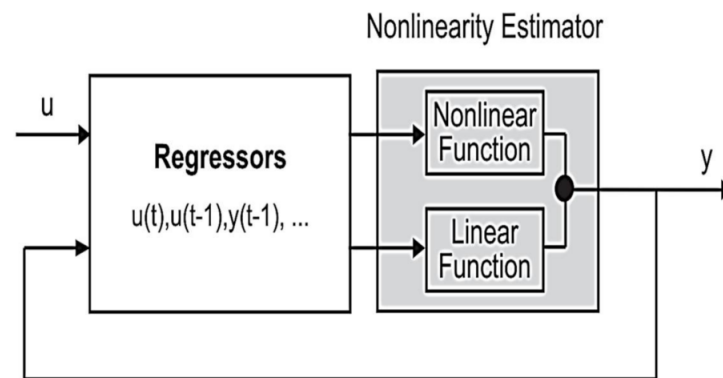 Nonlinearity Estimator
u
Regressors
u(t),u(t-1),y(t-1), ...
Nonlinear
Function
Linear
Function
y